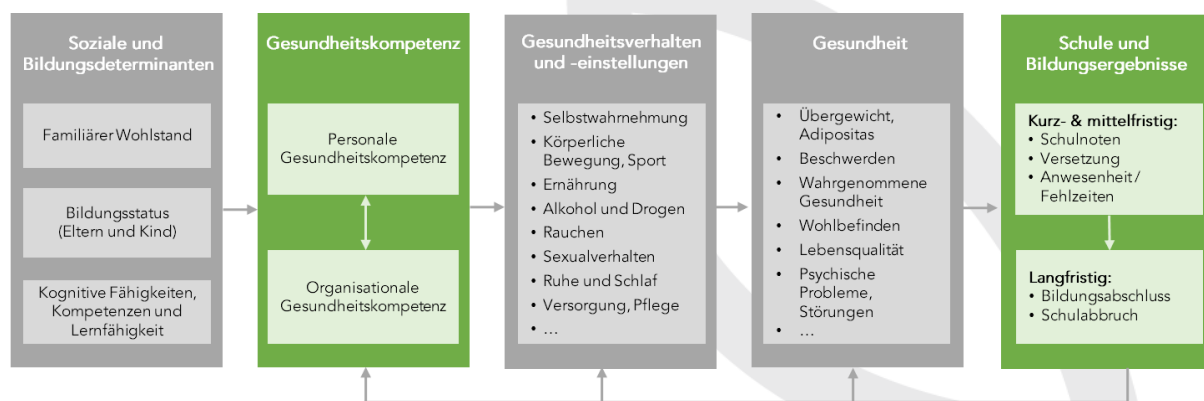 Soziale und
Bildungsdeterminanten
Familiärer Wohlstand
Bildungsstatus
(Eltern und Kind)
Kognitive Fähigkeiten,
Kompetenzen und
Lernfähigkeit
Gesundheitskompetenz
Personale
Gesundheitskompetenz
Organisationale
Gesundheitskompetenz
Gesundheitsverhalten
und -einstellungen
• Selbstwahrnehmung
• Körperliche
Bewegung, Sport
• Ernährung
• Alkohol und Drogen
• Rauchen
• Sexualverhalten
• Ruhe und Schlaf
• Versorgung, Pflege
• …
Gesundheit
• Übergewicht,
Adipositas
• Beschwerden
• Wahrgenommene
Gesundheit
• Wohlbefinden
• Lebensqualität
• Psychische
Probleme,
Störungen
• …
Schule und
Bildungsergebnisse
Kurz- & mittelfristig:
• Schulnoten
• Versetzung
• Anwesenheit /
Fehlzeiten
Langfristig:
• Bildungsabschluss
• Schulabbruch